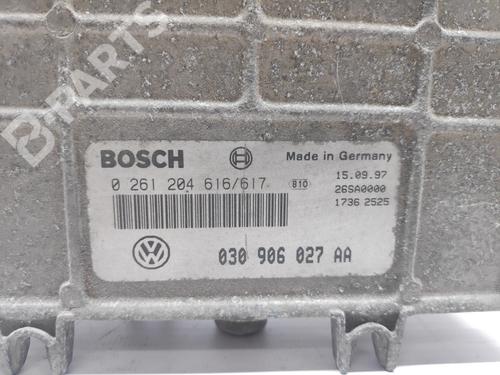 B-PARTS
BOSCH
Made in Germany
0 261 204 616/617
810
15.09.97
26SA0000
1736 2525
030 906 027 AA